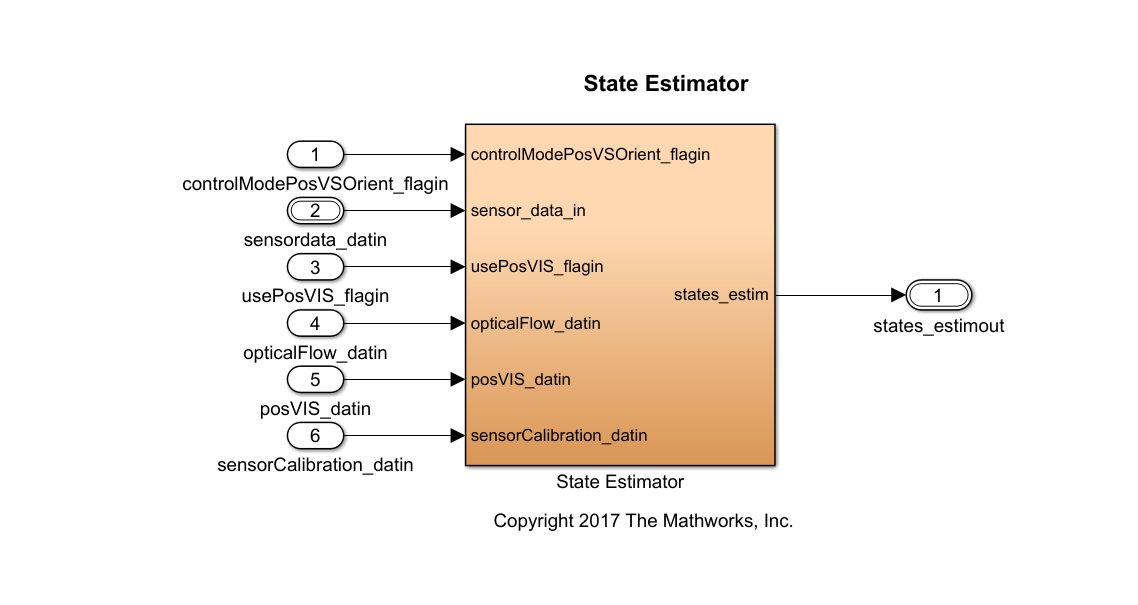 State Estimator
1
controlModePosVSOrient_flagin
controlModePosVSOrient_flagin
2
sensor_data_in
sensordata_datin
3
usePosVIS_flagin
usePosVIS_flagin
states_estim
1
states_estimout
4
opticalFlow_datin
opticalFlow_datin
5
posVIS_datin
posVIS_datin
6
sensorCalibration_datin
sensorCalibration_datin
State Estimator
Copyright 2017 The Mathworks, Inc.